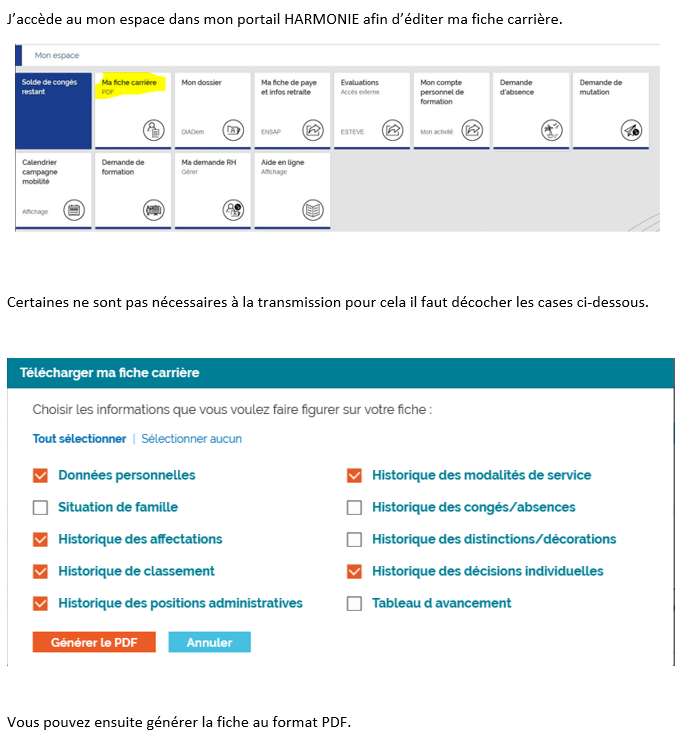 J’accède au mon espace dans mon portail HARMONIE afin d’éditer ma fiche carrière.
Mon espace
Solde de congés
restant
Ma fiche carrière
PDF
Mon dossier
DIADem
Ma fiche de paye
et infos retraite
ENSAP
Evaluations
Accès externe
ESTEVE
Mon compte
personnel de
formation
Mon activité
Demande
d'absence
Demande de
mutation
Calendrier
campagne
mobilité
Affichage
Demande de
formation
Ma demande RH
Gérer
Aide en ligne
Affichage
Certaines ne sont pas nécessaires à la transmission pour cela il faut décocher les cases ci-dessous.
Télécharger ma fiche carrière
Choisir les informations que vous voulez faire figurer sur votre fiche :
Tout sélectionner | Sélectionner aucun
Données personnelles
Historique des modalités de service
Situation de famille
Historique des congés/absences
Historique des affectations
Historique des distinctions/décorations
Historique de classement
Historique des décisions individuelles
Historique des positions administratives
Tableau d avancement
Générer le PDF
Annuler
Vous pouvez ensuite générer la fiche au format PDF.